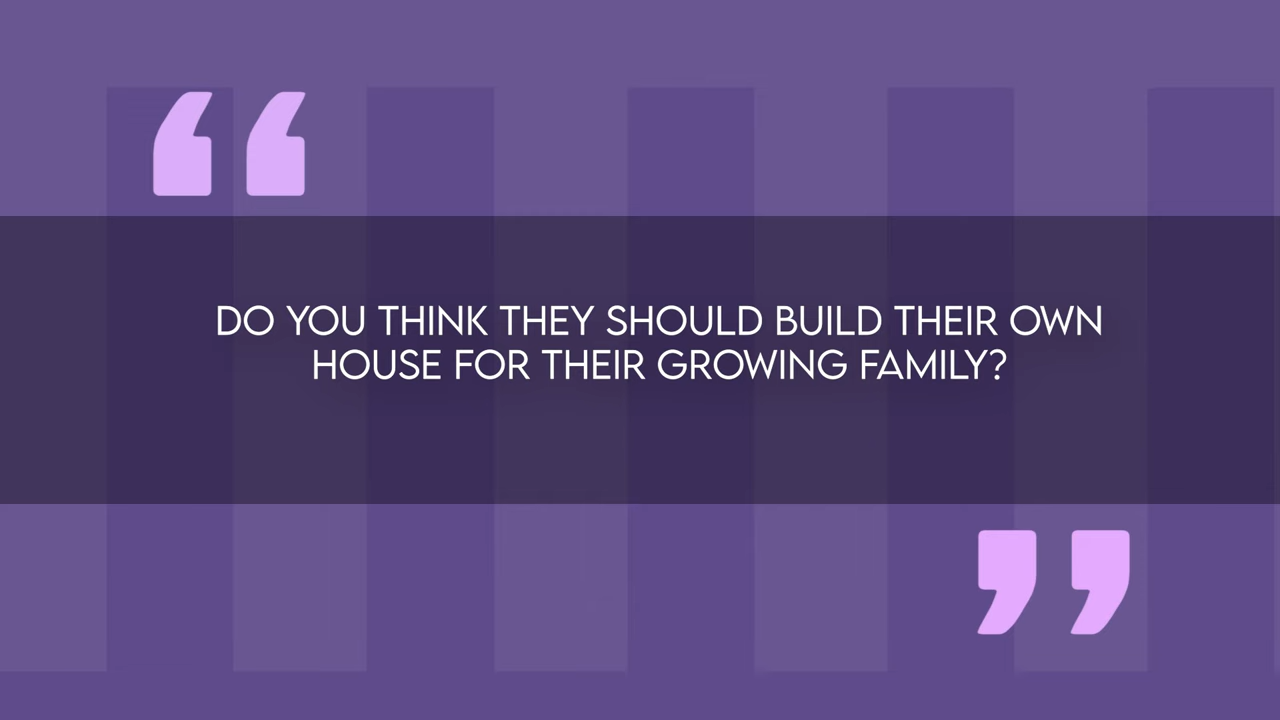 DO YOU THINK THEY SHOULD BUILD THEIR OWN
HOUSE FOR THEIR GROWING FAMILY?